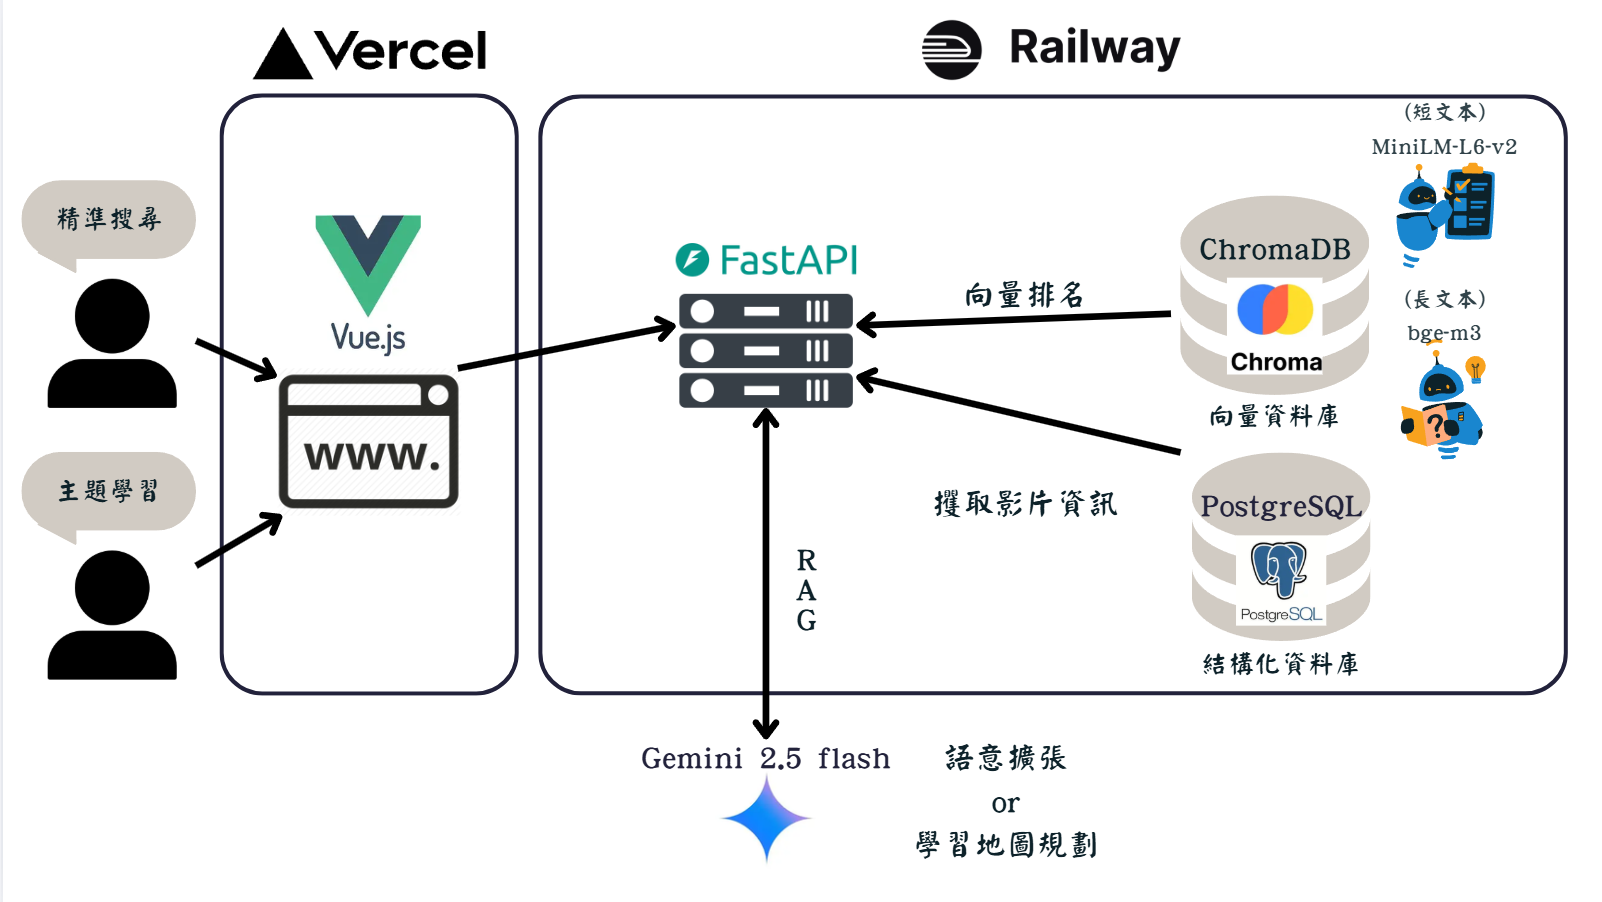 Vercel
Railway
(短文本)
MiniLM-L6-v2
精準搜尋
Vue.js
www.
FastAPI
向量排名
ChromaDB
Chroma
向量資料庫
(長文本)
bge-m3
?
主題學習
攫取影片資訊
PostgreSQL
PostgreSQL
結構化資料庫
R
A
G
Gemini 2.5 flash
語意擴張
or
學習地圖規劃